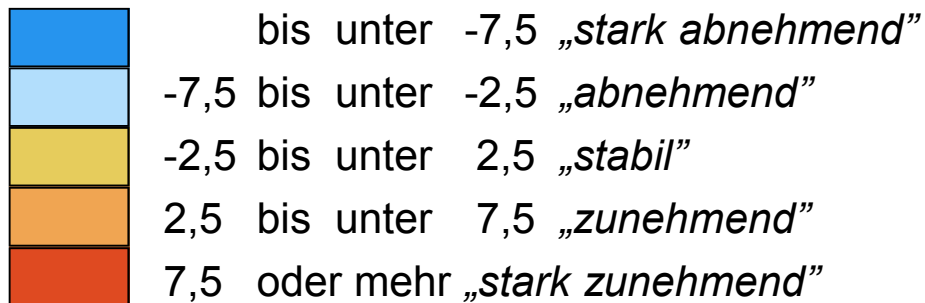 bis unter -7,5 „stark abnehmend”
-7,5 bis unter -2,5 „abnehmend”
-2,5 bis unter 2,5 „stabil”
2,5 bis unter 7,5 „zunehmend”
7,5 oder mehr „stark zunehmend”